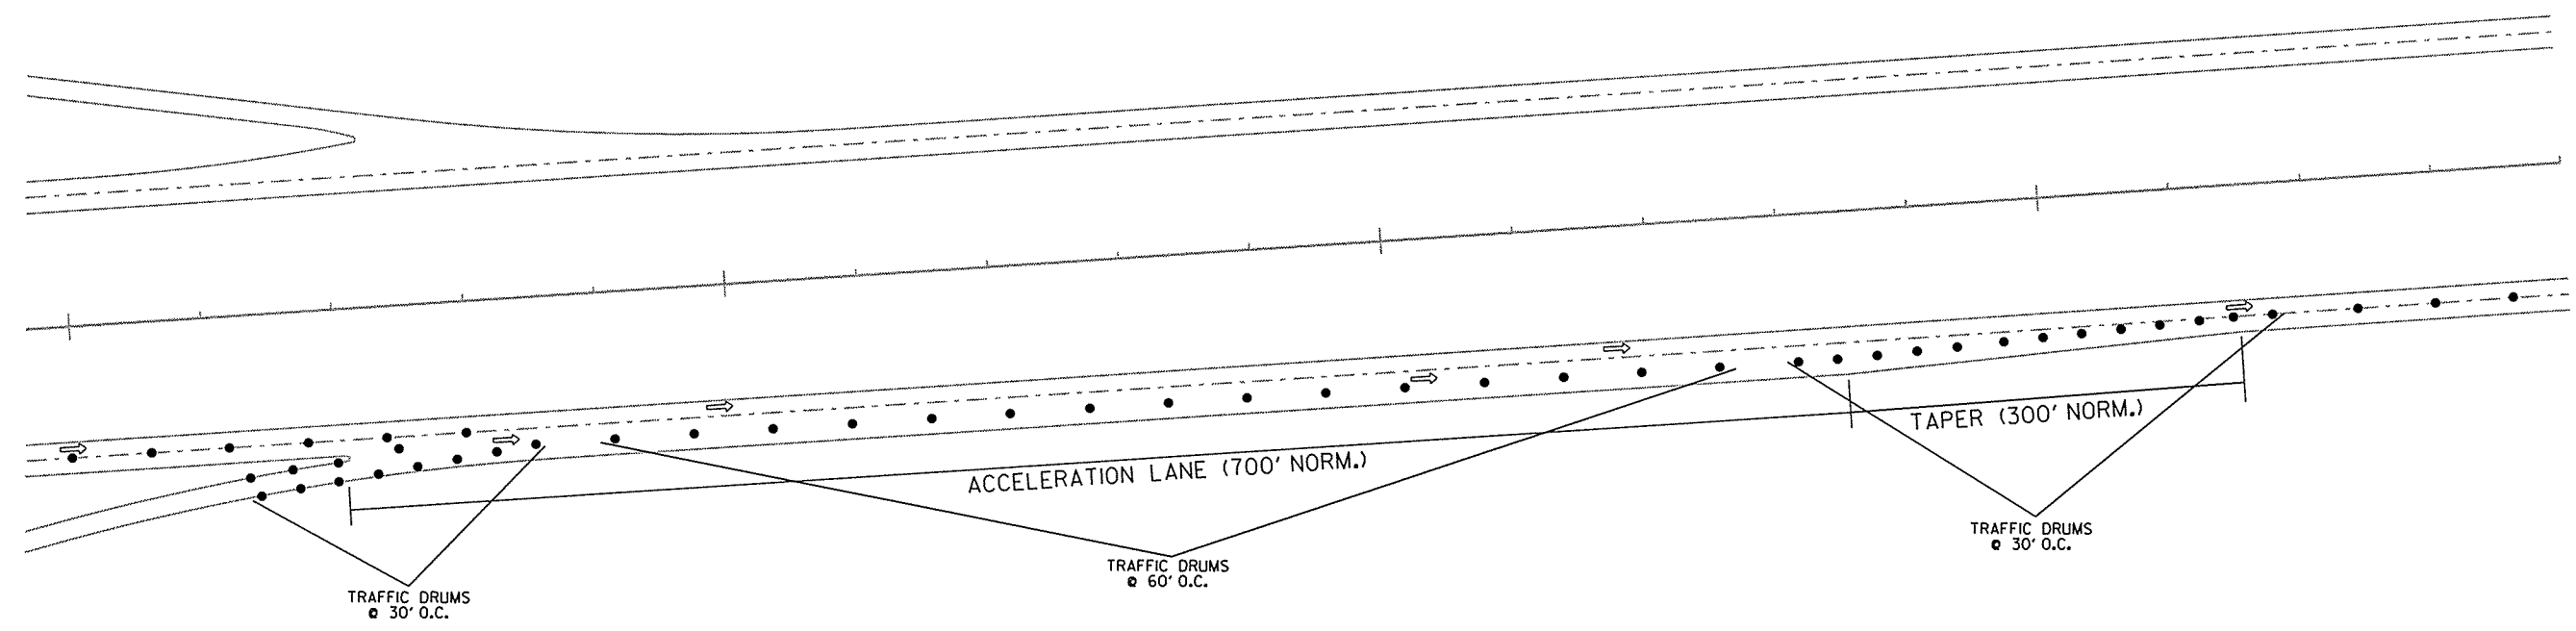 TAPER (300' NORM.)
ACCELERATION LANE (700' NORM.)
TRAFFIC DRUMS
@ 30' O.C.
TRAFFIC DRUMS
@ 60' O.C.
TRAFFIC DRUMS
@ 30' O.C.